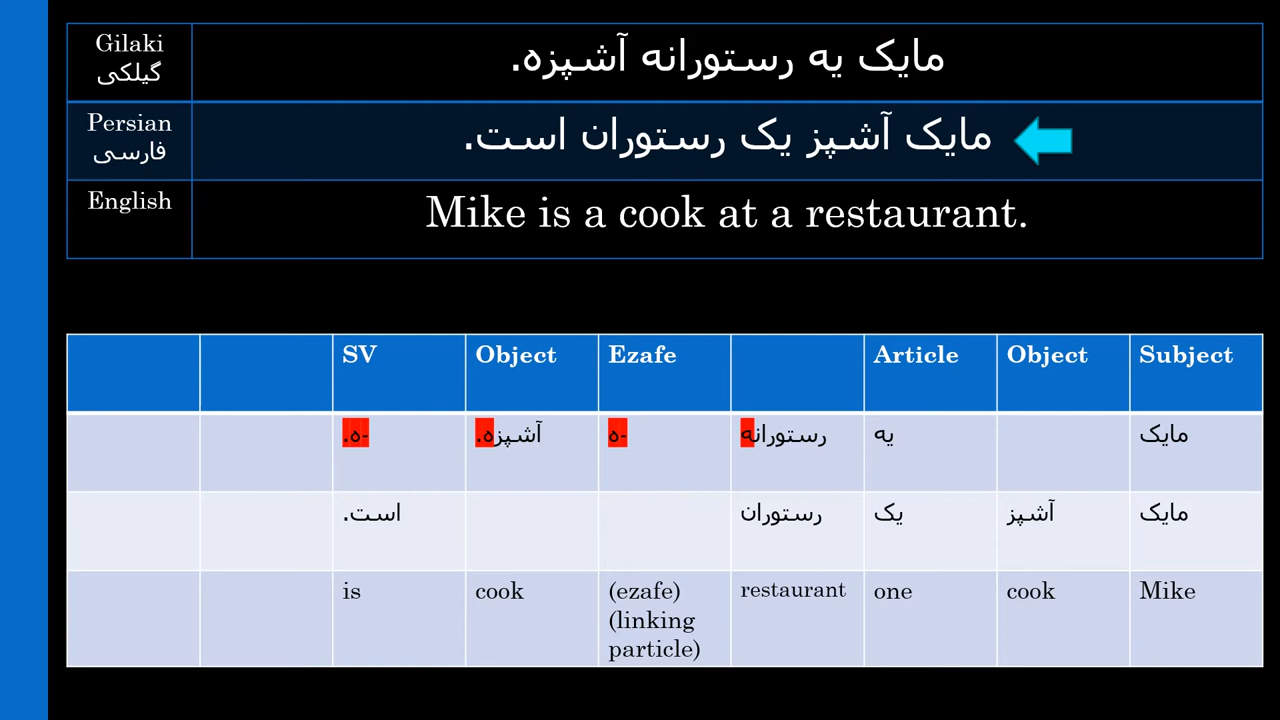 Gilaki
گیلکی
مایک یه رستورانه آشپزه.
Persian
فارسی
مایک آشپز یک رستوران است.
English
Mike is a cook at a restaurant.
SV Object Ezafe Article Object Subject
مایک یه رستورانه -ه آشپزه. -ه.
مایک آشپز یک رستوران است.
is cook (ezafe) restaurant one cook Mike
(linking
particle)